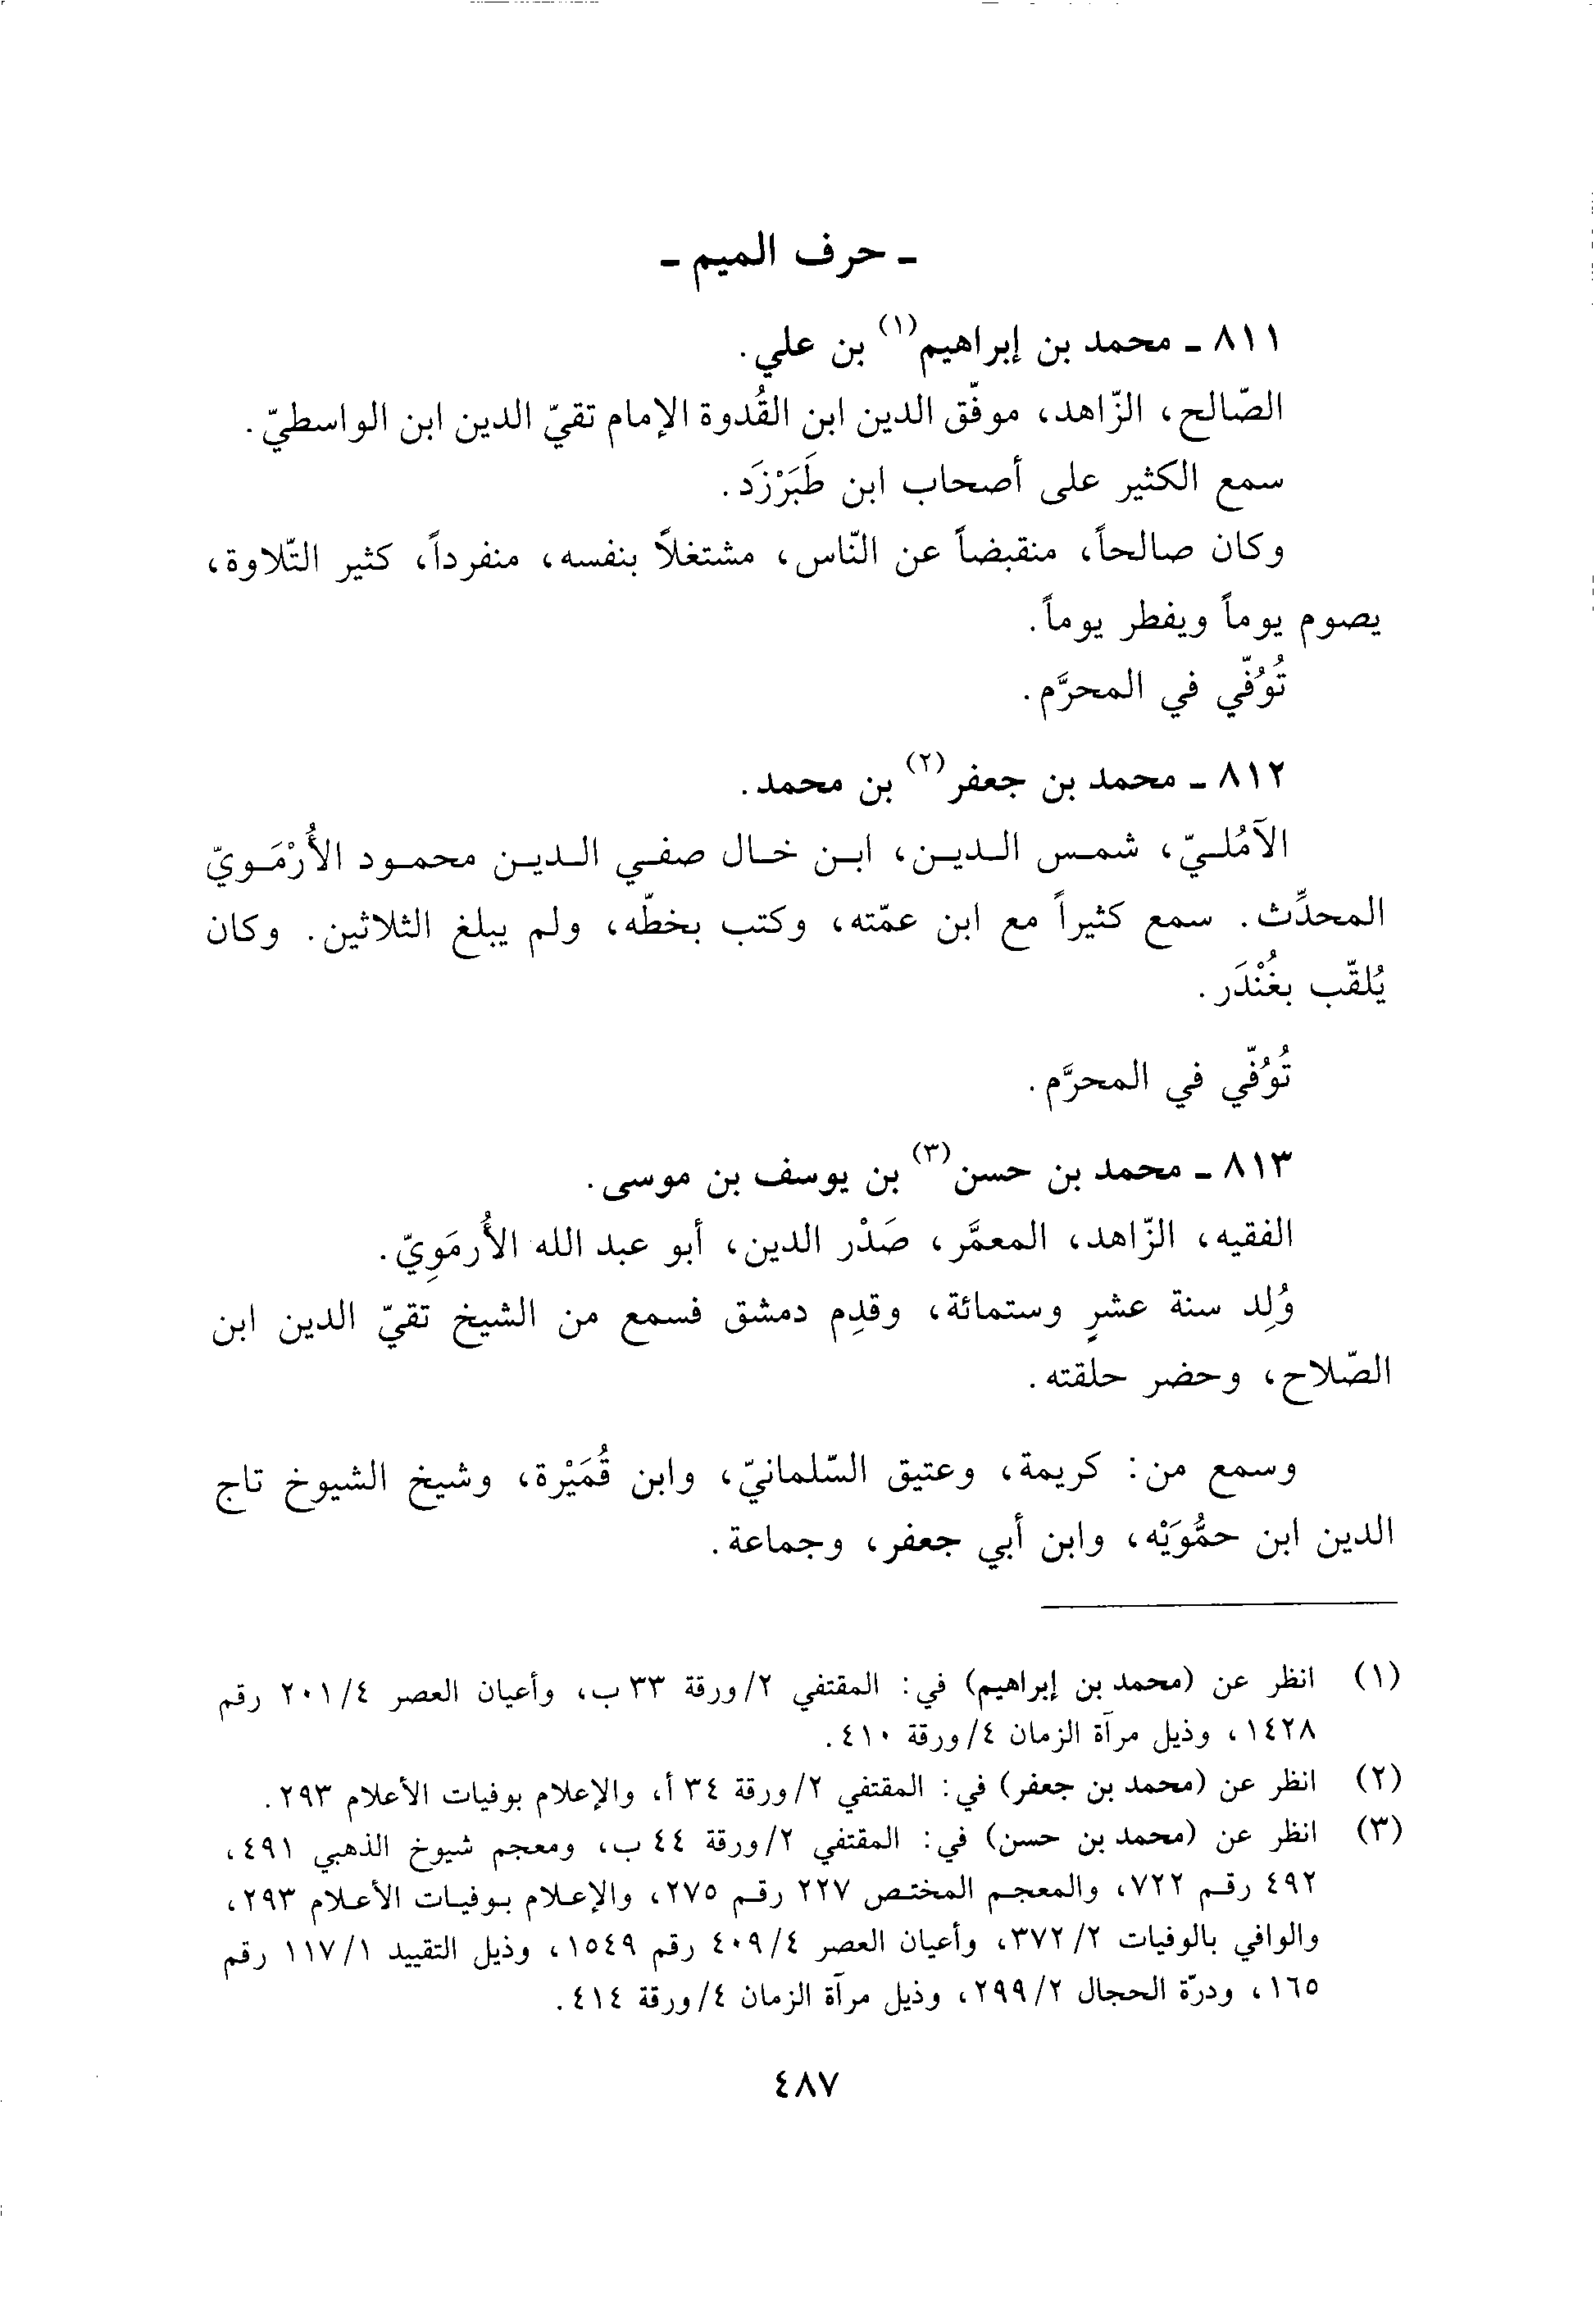 ـ حرف الميم ـ
٨١١ ـ محمد بن إبراهيم(١) بن علي.
الصّالح، الزّاهد، موفّق الدين ابن القُدوة الإمام تقيّ الدين ابن الواسطيّ.
سمع الكثير على أصحاب ابن طَبَرْزَد.
وكان صالحاً، منقبضاً عن النّاس، مشتغلاً بنفسه، منفرداً، كثير التّلاوة،
يصوم يوماً ويفطر يوماً.
تُوُفّي في المحرَّم.
٨١٢ ـ محمد بن جعفر(٢) بن محمد.
الآمُليّ، شمس الدين، ابن خال صفي الدين محمود الأُرْمَويّ
المحدِّث. سمع كثيراً مع ابن عمّته، وكتب بخطّه، ولم يبلغ الثلاثين. وكان
يُلقّب بغُنْدَر.
تُوُفّي في المحرَّم.
٨١٣ ـ محمد بن حسن(٣) بن يوسف بن موسى.
الفقيه، الزّاهد، المعمَّر، صَدْر الدين، أبو عبد الله الأُرمَوِيّ.
وُلِد سنة عشرٍ وستمائة، وقدِم دمشق فسمع من الشيخ تقيّ الدين ابن
الصّلاح، وحضر حلقته.
وسمع من: كريمة، وعتيق السّلمانيّ، وابن قُمَيْرة، وشيخ الشيوخ تاج
الدين ابن حمُّوَيْه، وابن أبي جعفر، وجماعة.
(١) انظر عن (محمد بن إبراهيم) في: المقتفي ٢/ورقة ٣٣ ب، وأعيان العصر ٢٠١/٤ رقم
١٤٢٨، وذيل مرآة الزمان ٤/ورقة ٤١٠.
(٢) انظر عن (محمد بن جعفر) في: المقتفي ٢/ورقة ٣٤ أ، والإعلام بوفيات الأعلام ٢٩٣.
(٣) انظر عن (محمد بن حسن) في: المقتفي ٢/ورقة ٤٤ ب، ومعجم شيوخ الذهبي ٤٩١،
٤٩٢ رقم ٧٢٢، والمعجم المختص ٢٢٧ رقم ٢٧٥، والإعلام بوفيات الأعلام ٢٩٣،
والوافي بالوفيات ٣٧٢/٢، وأعيان العصر ٤٠٩/٤ رقم ١٥٤٩، وذيل التقييد ١١٧/١ رقم
١٦٥، ودرّة الحجال ٢٩٩/٢، وذيل مرآة الزمان ٤/ورقة ٤١٤.
٤٨٧